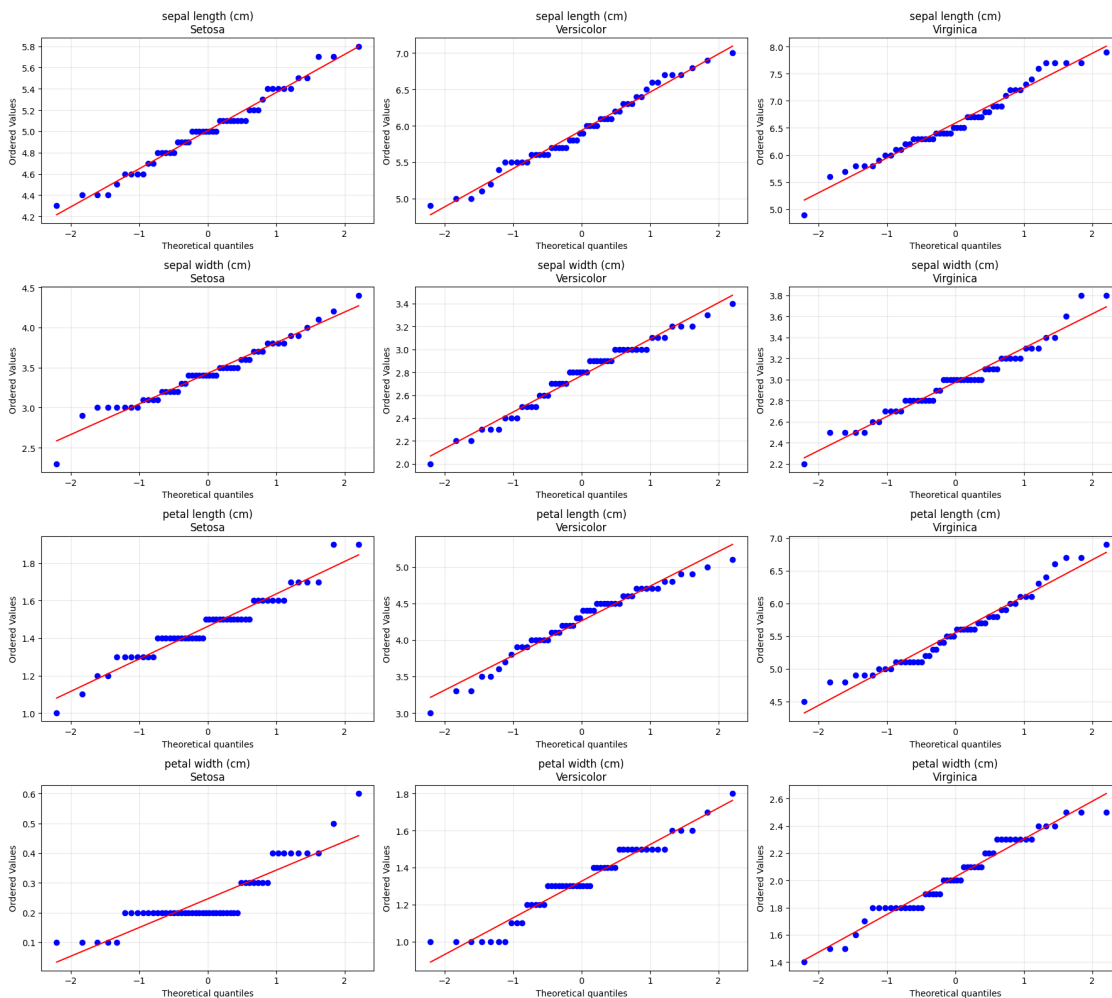 sepal length (cm)
Setosa
sepal length (cm)
Versicolor
sepal length (cm)
Virginica
Ordered Values
5.8
5.6
5.4
5.2
5.0
4.8
4.6
4.4
4.2
−2 −1 0 1 2
Theoretical quantiles
Ordered Values
7.0
6.5
6.0
5.5
5.0
−2 −1 0 1 2
Theoretical quantiles
Ordered Values
8.0
7.5
7.0
6.5
6.0
5.5
5.0
−2 −1 0 1 2
Theoretical quantiles
sepal width (cm)
Setosa
sepal width (cm)
Versicolor
sepal width (cm)
Virginica
Ordered Values
4.5
4.0
3.5
3.0
2.5
−2 −1 0 1 2
Theoretical quantiles
Ordered Values
3.4
3.2
3.0
2.8
2.6
2.4
2.2
2.0
−2 −1 0 1 2
Theoretical quantiles
Ordered Values
3.8
3.6
3.4
3.2
3.0
2.8
2.6
2.4
2.2
−2 −1 0 1 2
Theoretical quantiles
petal length (cm)
Setosa
petal length (cm)
Versicolor
petal length (cm)
Virginica
Ordered Values
1.8
1.6
1.4
1.2
1.0
−2 −1 0 1 2
Theoretical quantiles
Ordered Values
5.0
4.5
4.0
3.5
3.0
−2 −1 0 1 2
Theoretical quantiles
Ordered Values
7.0
6.5
6.0
5.5
5.0
4.5
−2 −1 0 1 2
Theoretical quantiles
petal width (cm)
Setosa
petal width (cm)
Versicolor
petal width (cm)
Virginica
Ordered Values
0.6
0.5
0.4
0.3
0.2
0.1
−2 −1 0 1 2
Theoretical quantiles
Ordered Values
1.8
1.6
1.4
1.2
1.0
−2 −1 0 1 2
Theoretical quantiles
Ordered Values
2.6
2.4
2.2
2.0
1.8
1.6
1.4
−2 −1 0 1 2
Theoretical quantiles